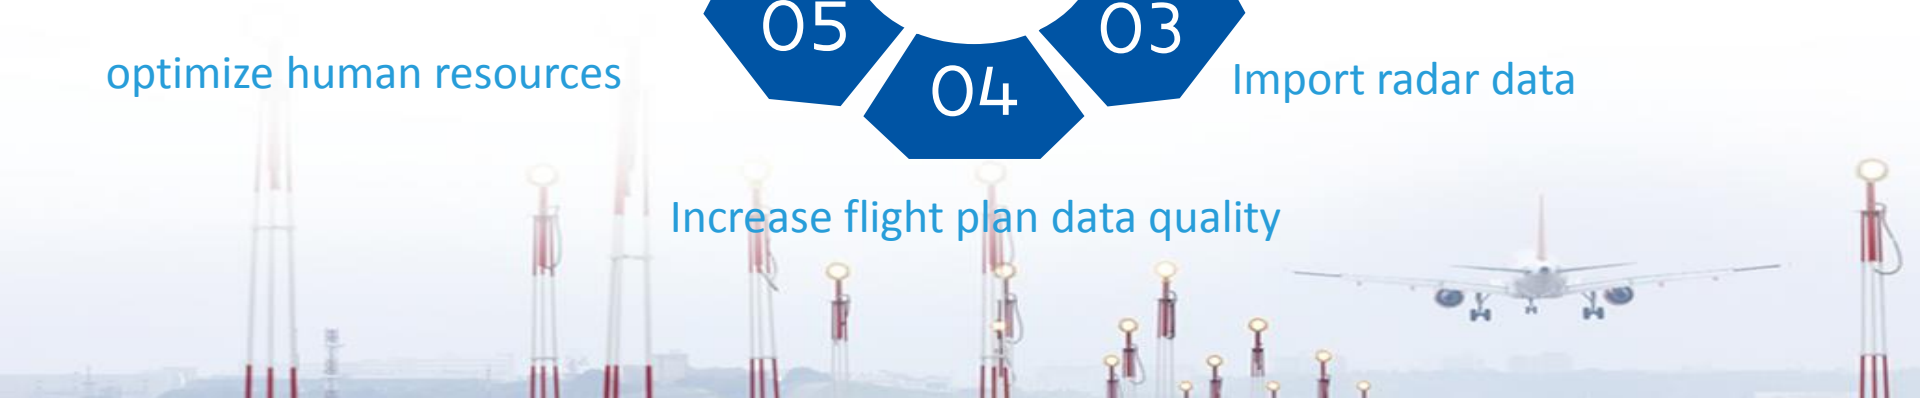 05
03
optimize human resources
04
Import radar data
Increase flight plan data quality